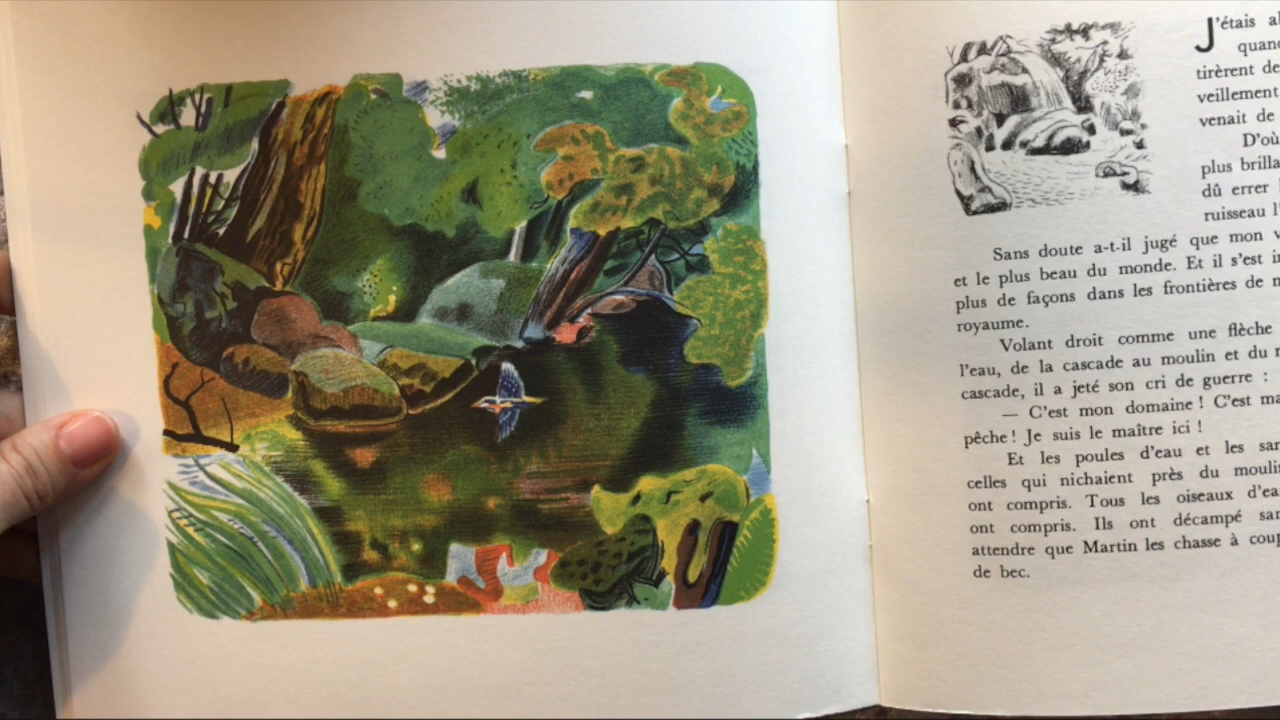 J'étais
quand
tirèrent de
veillement
venait de
D'où
plus brilla
dû errer
ruisseau l'
Sans doute a-t-il jugé que mon v
et le plus beau du monde. Et il s'est in
plus de façons dans les frontières de m
royaume.
Volant droit comme une flèche
l'eau, de la cascade au moulin et du m
cascade, il a jeté son cri de guerre :
— C'est mon domaine ! C'est ma
pêche ! Je suis le maître ici !
Et les poules d'eau et les sar
celles qui nichaient près du moulin
ont compris. Tous les oiseaux d'ea
ont compris. Ils ont décampé san
attendre que Martin les chasse à coup
de bec.